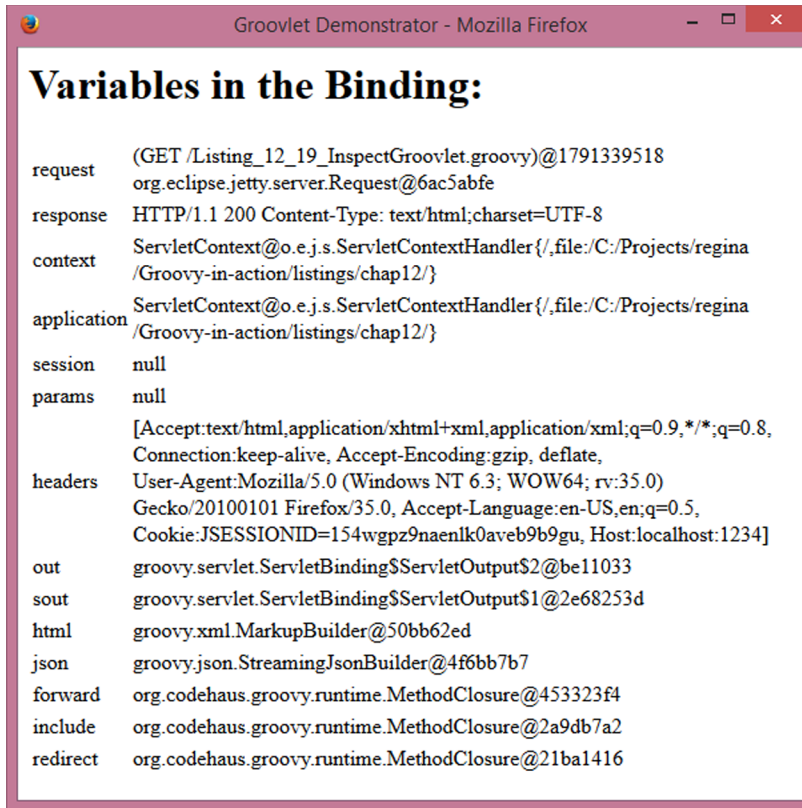 Groovlet Demonstrator - Mozilla Firefox
Variables in the Binding:
request (GET /Listing_12_19_InspectGroovlet.groovy)@1791339518
org.eclipse.jetty.server.Request@6ac5abfe
response HTTP/1.1 200 Content-Type: text/html;charset=UTF-8
context ServletContext@o.e.j.s.ServletContextHandler{/,file:/C:/Projects/regina
/Groovy-in-action/listings/chap12/}
application ServletContext@o.e.j.s.ServletContextHandler{/,file:/C:/Projects/regina
/Groovy-in-action/listings/chap12/}
session null
params null
headers [Accept:text/html,application/xhtml+xml,application/xml;q=0.9,*/*;q=0.8,
Connection:keep-alive, Accept-Encoding:gzip, deflate,
User-Agent:Mozilla/5.0 (Windows NT 6.3; WOW64; rv:35.0)
Gecko/20100101 Firefox/35.0, Accept-Language:en-US,en;q=0.5,
Cookie:JSESSIONID=154wgpz9naenlk0aveb9b9gu, Host:localhost:1234]
out groovy.servlet.ServletBinding$ServletOutput$2@be11033
sout groovy.servlet.ServletBinding$ServletOutput$1@2e68253d
html groovy.xml.MarkupBuilder@50bb62ed
json groovy.json.StreamingJsonBuilder@4f6bb7b7
forward org.codehaus.groovy.runtime.MethodClosure@453323f4
include org.codehaus.groovy.runtime.MethodClosure@2a9db7a2
redirect org.codehaus.groovy.runtime.MethodClosure@21ba1416